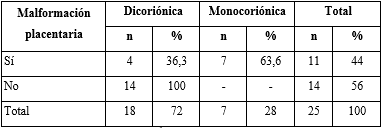 Malformación placentaria Dicoriónica Monocoriónica Total
n % n % n %
Sí 4 36,3 7 63,6 11 44
No 14 100 - - 14 56
Total 18 72 7 28 25 100